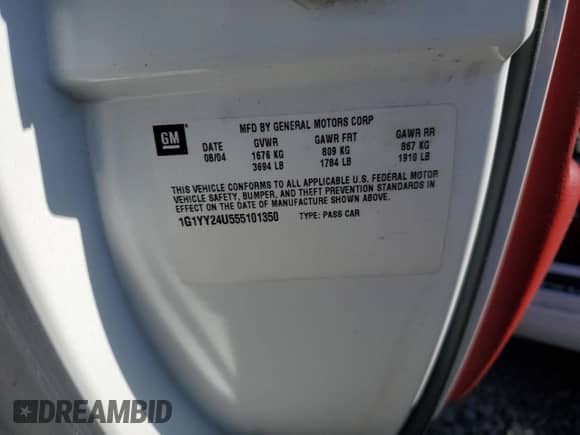 GM
MFD BY GENERAL MOTORS CORP
DATE GVWR GAWR FRT GAWR RR
08/04 1676 KG 809 KG 867 KG
3694 LB 1784 LB 1910 LB
THIS VEHICLE CONFORMS TO ALL APPLICABLE U.S. FEDERAL MOTOR
VEHICLE SAFETY, BUMPER, AND THEFT PREVENTION STANDARDS IN
EFFECT ON THE DATE OF MANUFACTURE SHOWN ABOVE.
1G1YY24U555101350 TYPE: PASS CAR
DREAMBID